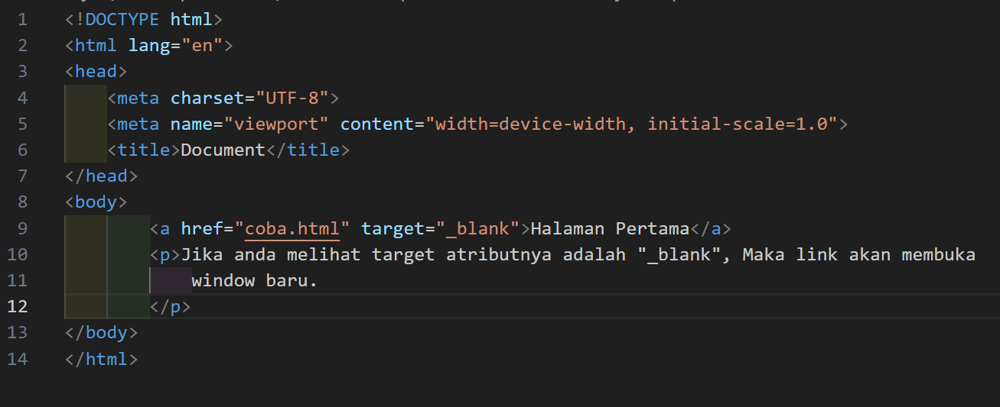 1 <!DOCTYPE html>
2 <html lang="en">
3 <head>
4 <meta charset="UTF-8">
5 <meta name="viewport" content="width=device-width, initial-scale=1.0">
6 <title>Document</title>
7 </head>
8 <body>
9 <a href="coba.html" target="_blank">Halaman Pertama</a>
10 <p>Jika anda melihat target atributnya adalah "_blank", Maka link akan membuka
11 window baru.
12 </p>
13 </body>
14 </html>